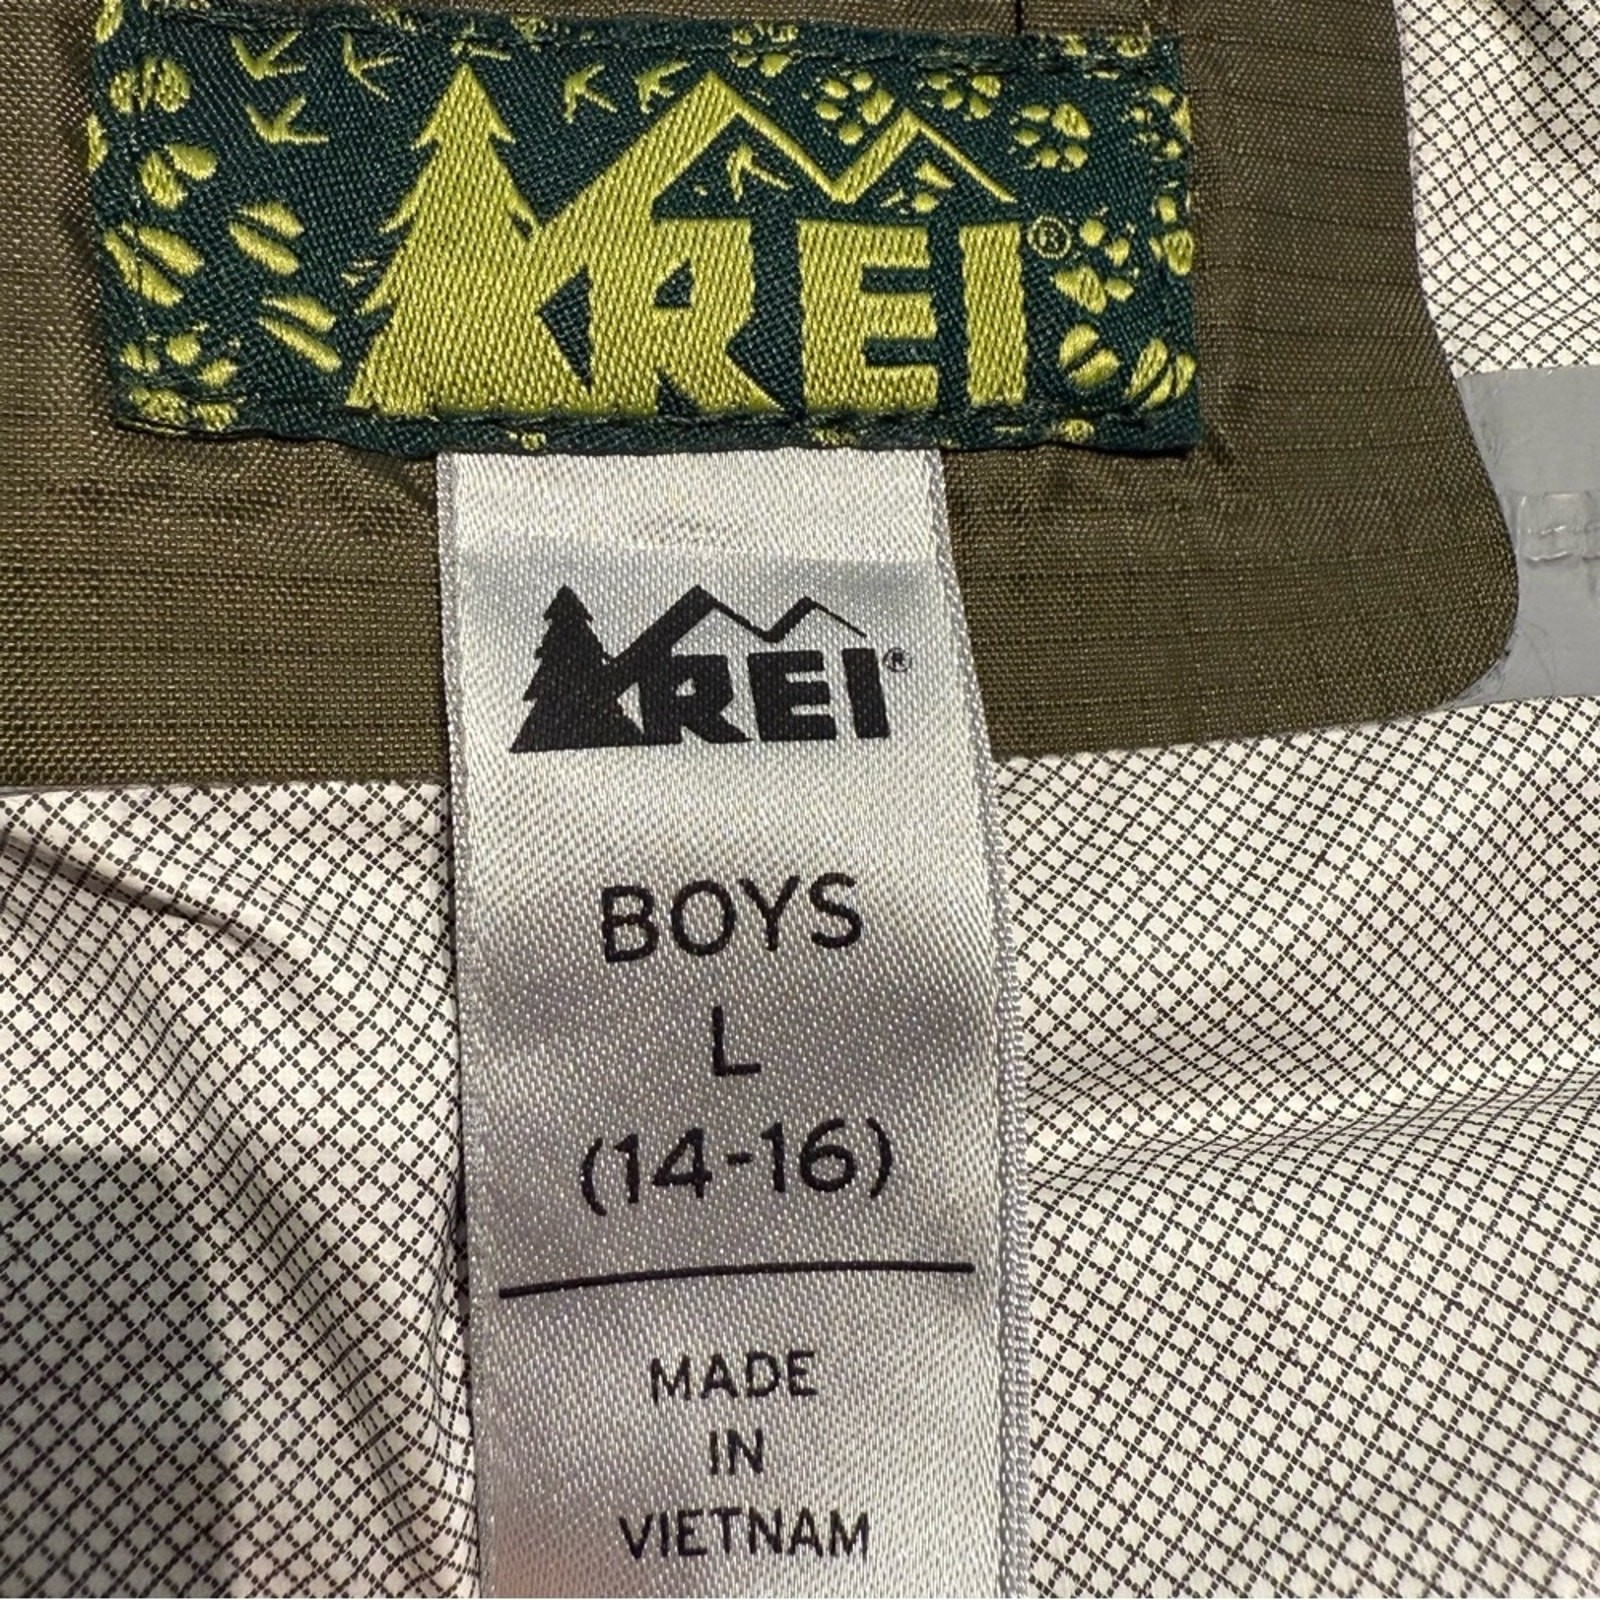 REI®
REI®
BOYS
L
(14-16)
MADE
IN
VIETNAM